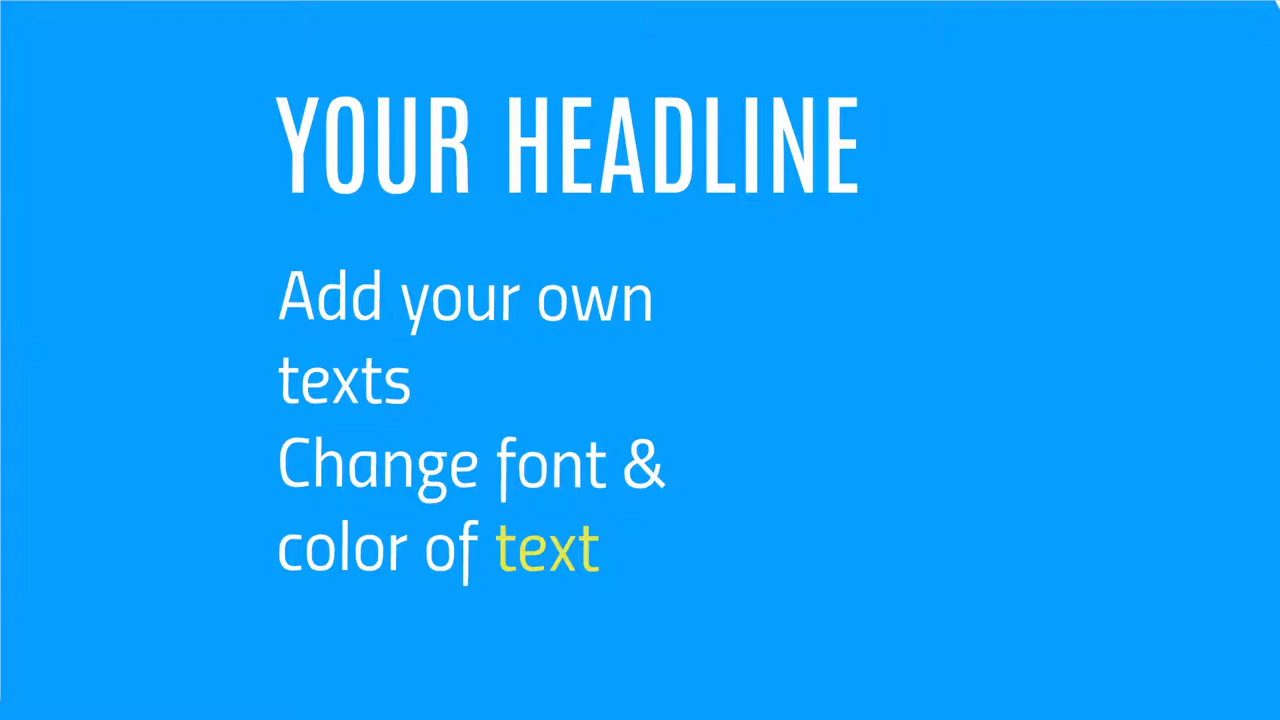 YOUR HEADLINE
Add your own
texts
Change font &
color of text